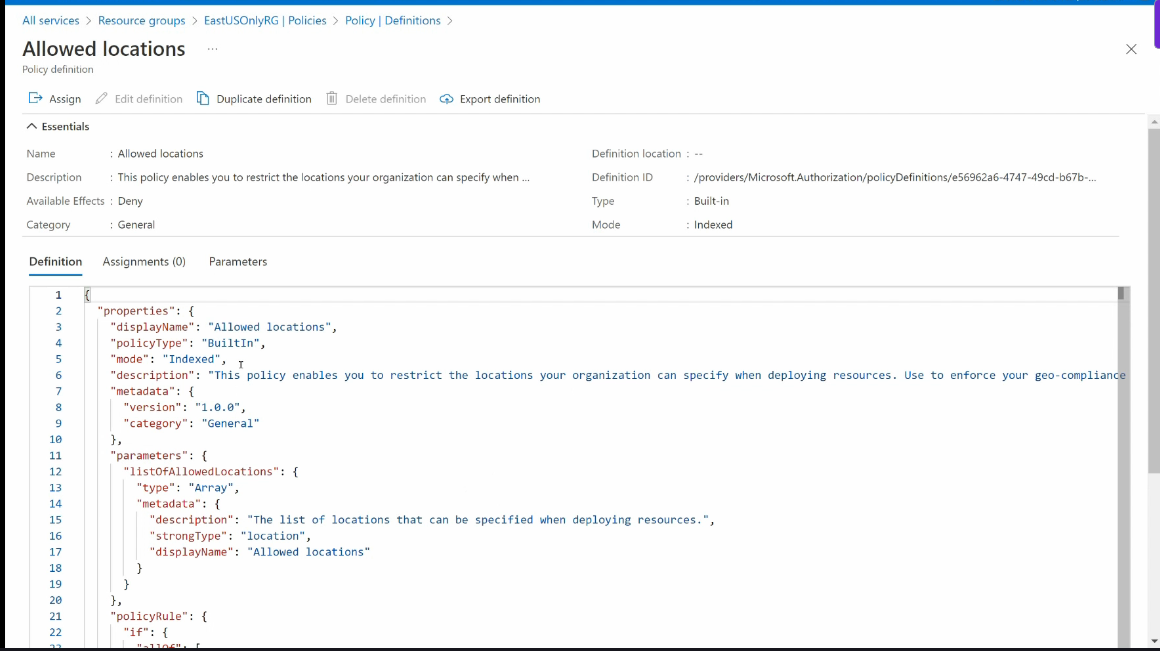 All services > Resource groups > EastUSOnlyRG | Policies > Policy | Definitions >
Allowed locations ...
Policy definition
Assign Edit definition Duplicate definition Delete definition Export definition
Essentials
Name : Allowed locations Definition location : --
Description : This policy enables you to restrict the locations your organization can specify when ... Definition ID : /providers/Microsoft.Authorization/policyDefinitions/e56962a6-4747-49cd-b67b-...
Available Effects : Deny Type : Built-in
Category : General Mode : Indexed
Definition Assignments (0) Parameters
1 {
2 "properties": {
3 "displayName": "Allowed locations",
4 "policyType": "BuiltIn",
5 "mode": "Indexed",
6 "description": "This policy enables you to restrict the locations your organization can specify when deploying resources. Use to enforce your geo-compliance
7 "metadata": {
8 "version": "1.0.0",
9 "category": "General"
10 },
11 "parameters": {
12 "listOfAllowedLocations": {
13 "type": "Array",
14 "metadata": {
15 "description": "The list of locations that can be specified when deploying resources.",
16 "strongType": "location",
17 "displayName": "Allowed locations"
18 }
19 }
20 },
21 "policyRule": {
22 "if": {
23 "allOf": [